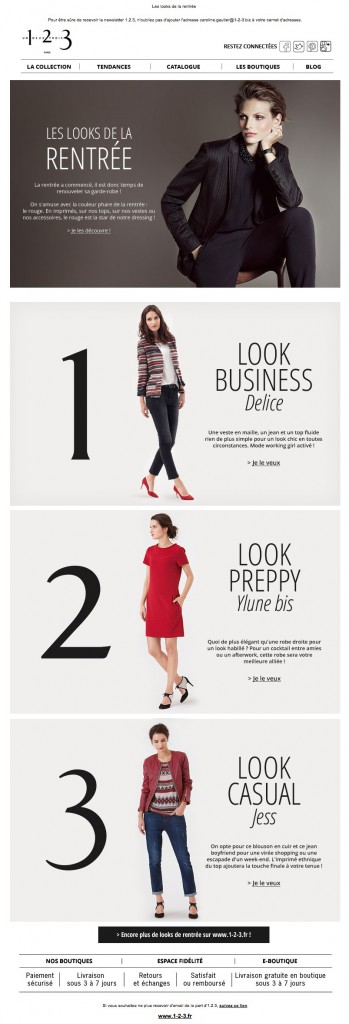 Les looks de la rentrée
Pour être sûre de recevoir la newsletter 1.2.3, n'oubliez pas d'ajouter l'adresse caroline.gautier@1-2-3.biz à votre carnet d'adresses.
1·2·3
PARIS
RESTEZ CONNECTÉES
LA COLLECTION | TENDANCES | CATALOGUE | LES BOUTIQUES | BLOG
LES LOOKS DE LA
RENTRÉE
La rentrée a commencé, il est donc temps de
renouveler sa garde-robe !
On s'amuse avec la couleur phare de la rentrée :
le rouge. En imprimés, sur nos tops, sur nos vestes ou
nos accessoires, le rouge est la star de notre dressing !
> Je les découvre !
1
LOOK
BUSINESS
Delice
Une veste en maille, un jean et un top fluide
rien de plus simple pour un look chic en toutes
circonstances. Mode working girl activé !
> Je le veux
2
LOOK
PREPPY
Ylune bis
Quoi de plus élégant qu'une robe droite pour
un look habillé ? Pour un cocktail entre amies
ou un afterwork, cette robe sera votre
meilleure alliée !
> Je le veux
3
LOOK
CASUAL
Jess
On opte pour ce blouson en cuir et ce jean
boyfriend pour une virée shopping ou une
escapade d'un week-end. L'imprimé ethnique
du top ajoutera la touche finale à votre tenue !
> Je le veux
> Encore plus de looks de rentrée sur www.1-2-3.fr !
NOS BOUTIQUES | ESPACE FIDÉLITÉ | E-BOUTIQUE
Paiement sécurisé | Livraison sous 3 à 7 jours | Retours et échanges | Satisfait ou remboursé | Livraison gratuite en boutique sous 3 à 7 jours
Si vous souhaitez ne plus recevoir d'email de la part d'1.2.3, suivez ce lien
www.1-2-3.fr